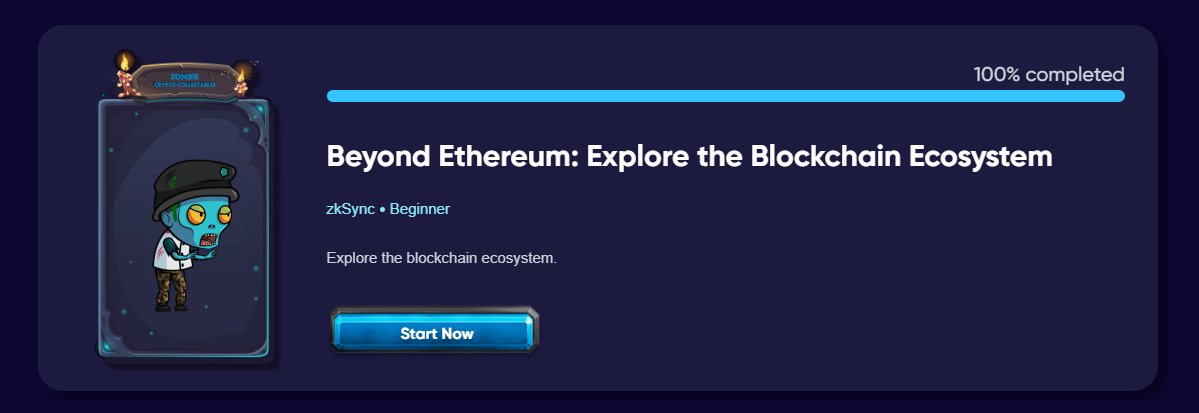 ZOMBIE
CRYPTO-COLLECTABLES
100% completed
Beyond Ethereum: Explore the Blockchain Ecosystem
zkSync • Beginner
Explore the blockchain ecosystem.
Start Now